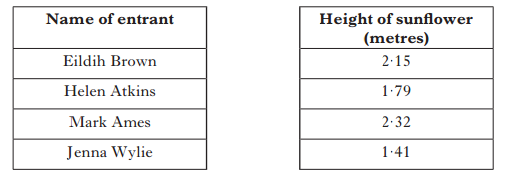 Name of entrant
Height of sunflower
(metres)
Eildih Brown
2·15
Helen Atkins
1·79
Mark Ames
2·32
Jenna Wylie
1·41